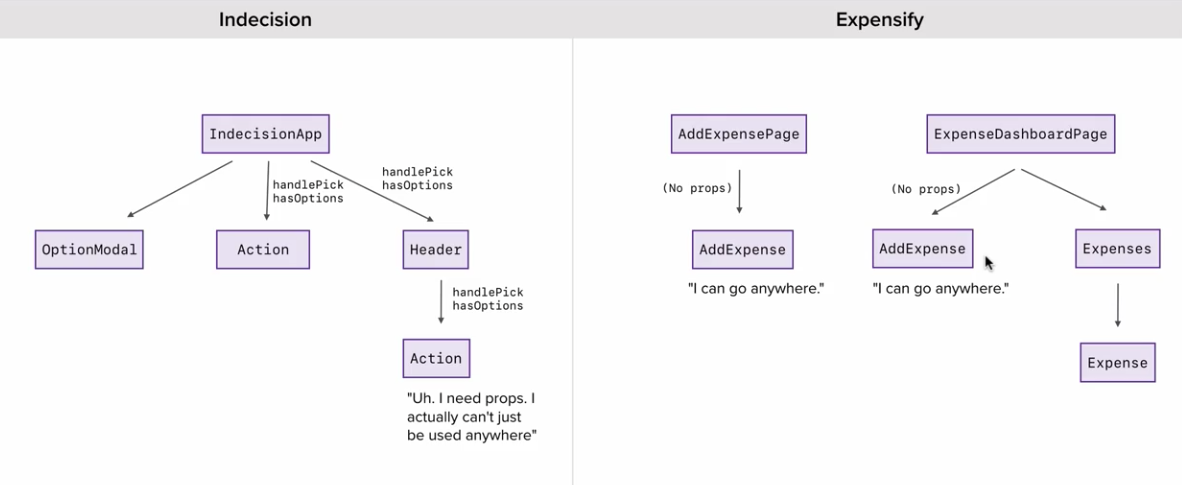 Indecision
IndecisionApp
handlePick
hasOptions
handlePick
hasOptions
OptionModal
Action
Header
handlePick
hasOptions
Action
"Uh. I need props. I
actually can't just
be used anywhere"
Expensify
AddExpensePage
ExpenseDashboardPage
(No props)
(No props)
AddExpense
AddExpense
Expenses
"I can go anywhere."
"I can go anywhere."
Expense